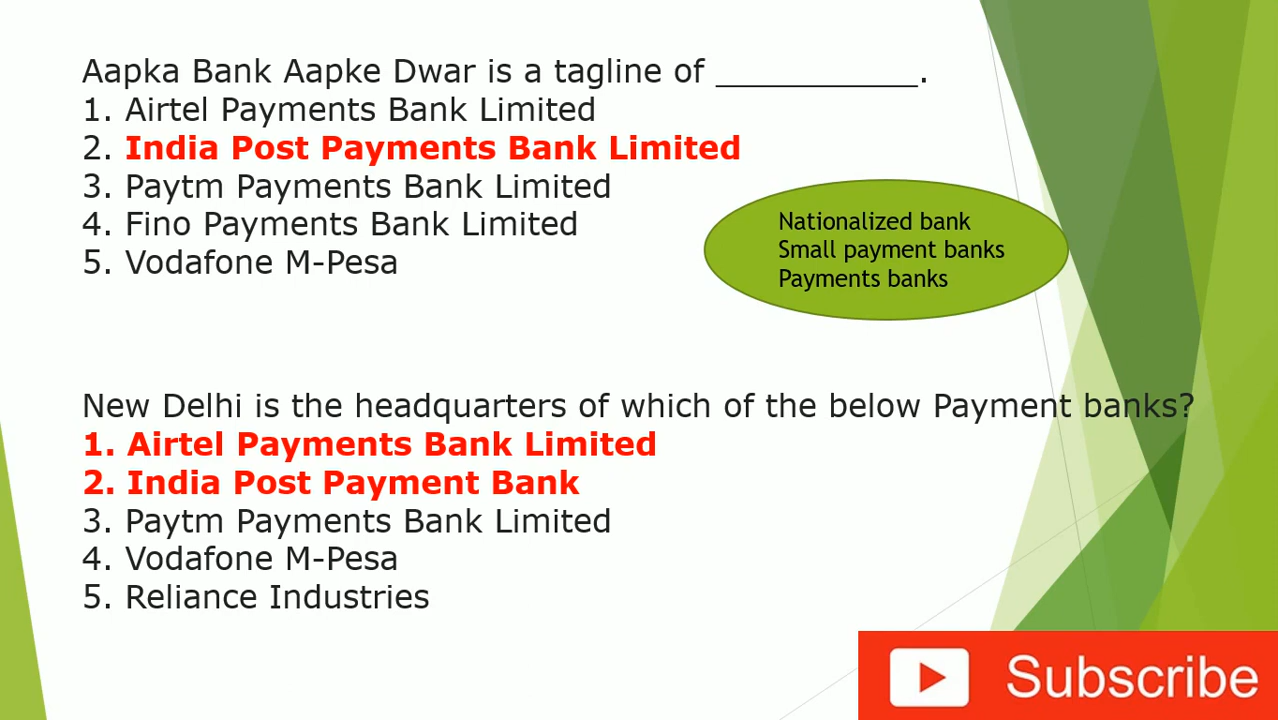 Aapka Bank Aapke Dwar is a tagline of ___________.
1. Airtel Payments Bank Limited
2. India Post Payments Bank Limited
3. Paytm Payments Bank Limited
4. Fino Payments Bank Limited
5. Vodafone M-Pesa
Nationalized bank
Small payment banks
Payments banks
New Delhi is the headquarters of which of the below Payment banks?
1. Airtel Payments Bank Limited
2. India Post Payment Bank
3. Paytm Payments Bank Limited
4. Vodafone M-Pesa
5. Reliance Industries
Subscribe